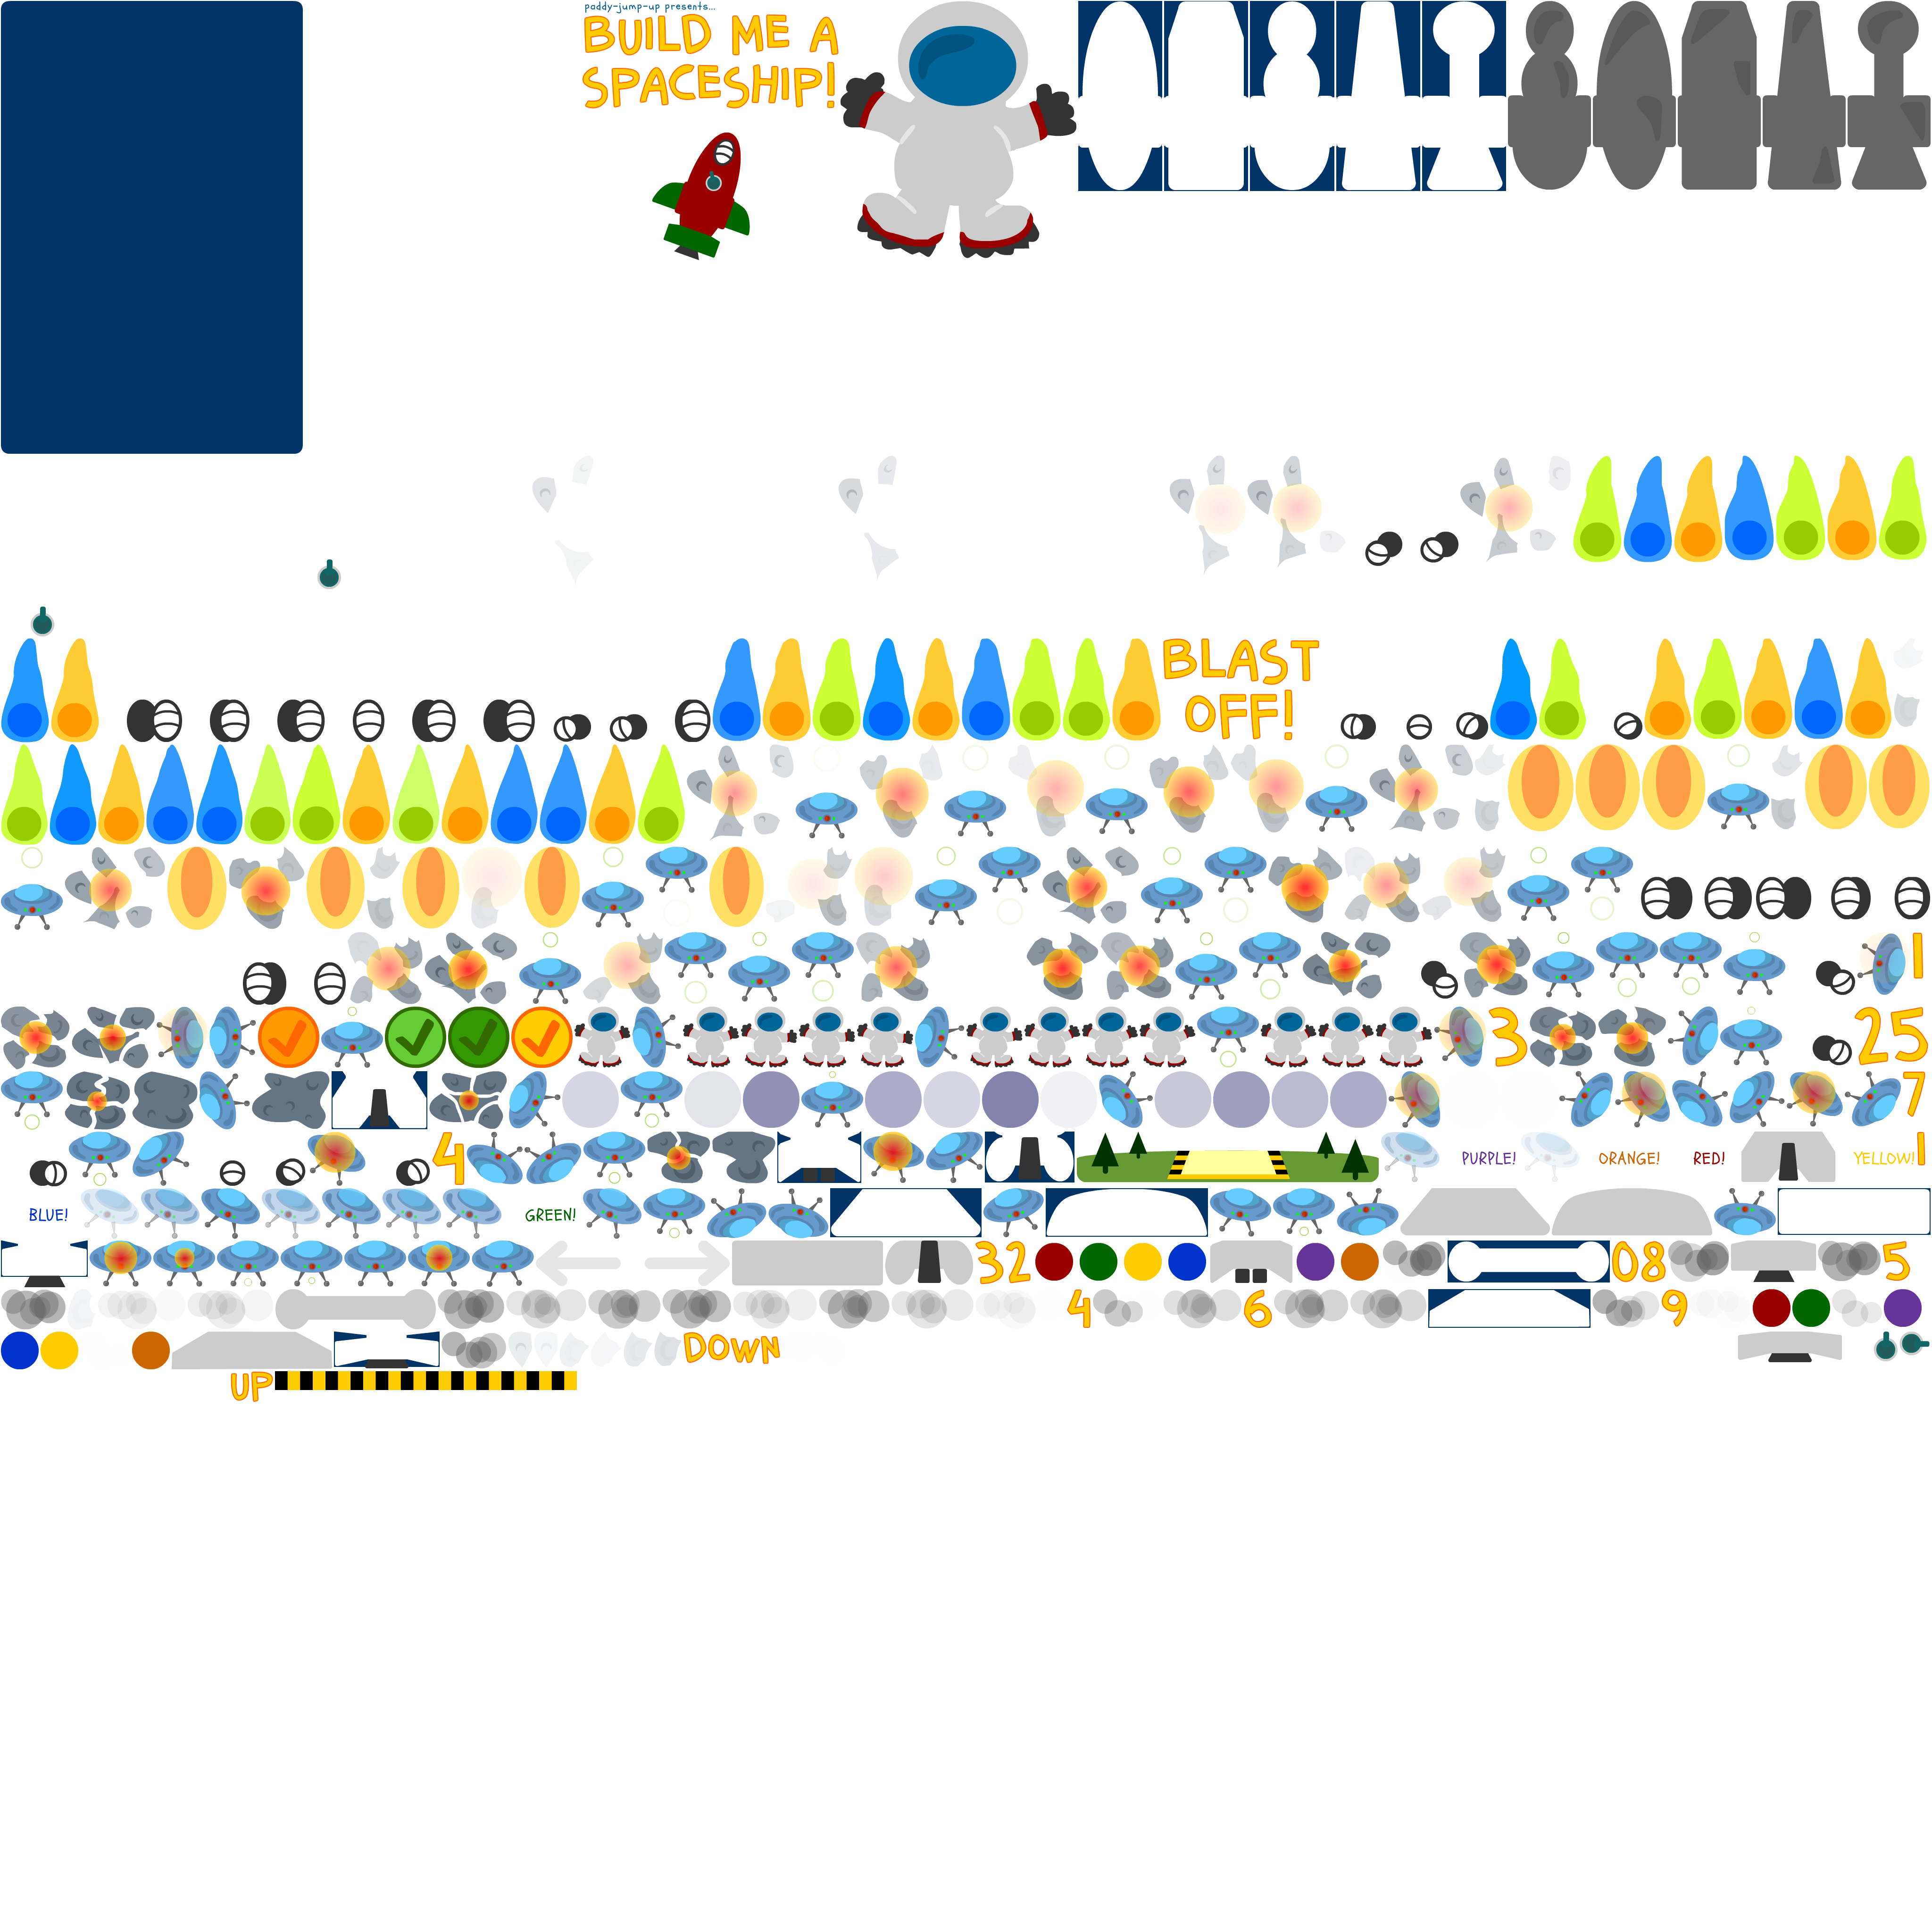 paddy-jump-up presents...
BUILD ME A
SPACESHIP!
BLAST
OFF!
1
3
25
7
4
PURPLE!
ORANGE!
RED!
YELLOW!
1
BLUE!
GREEN!
32
08
5
4
6
9
DOWN
UP